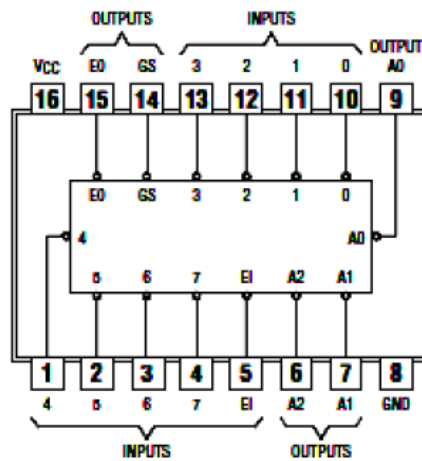 OUTPUTS INPUTS OUTPUT
VCC E0 GS 3 2 1 0 A0
16 15 14 13 12 11 10 9
E0 GS 3 2 1 0
4 A0
5 6 7 EI A2 A1
1 2 3 4 5 6 7 8
4 5 6 7 EI A2 A1 GND
INPUTS OUTPUTS